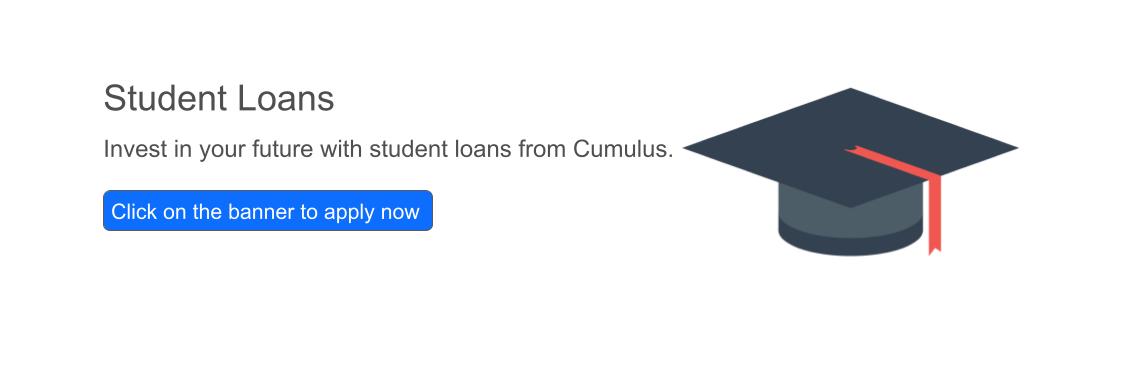 Student Loans
Invest in your future with student loans from Cumulus.
Click on the banner to apply now